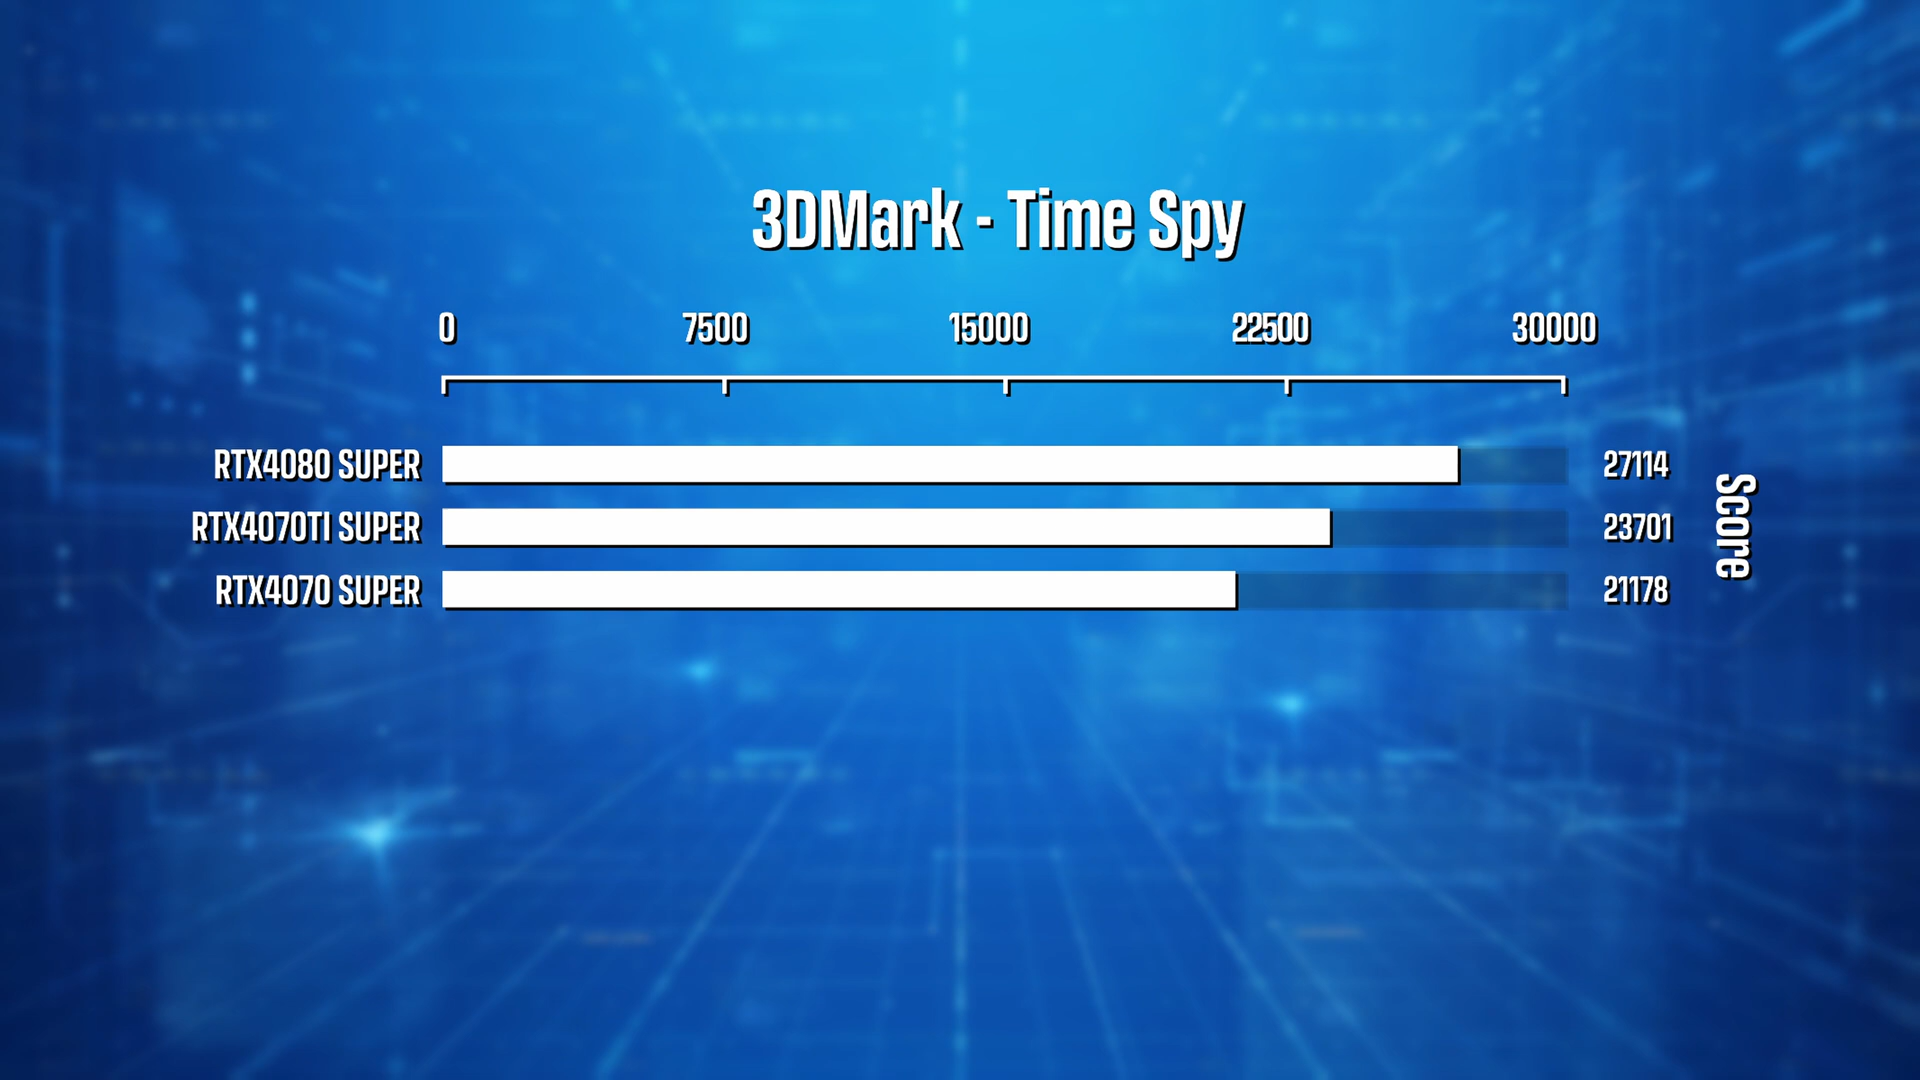 3DMark - Time Spy
0 7500 15000 22500 30000
RTX4080 SUPER 27114
RTX4070TI SUPER 23701
RTX4070 SUPER 21178
Score